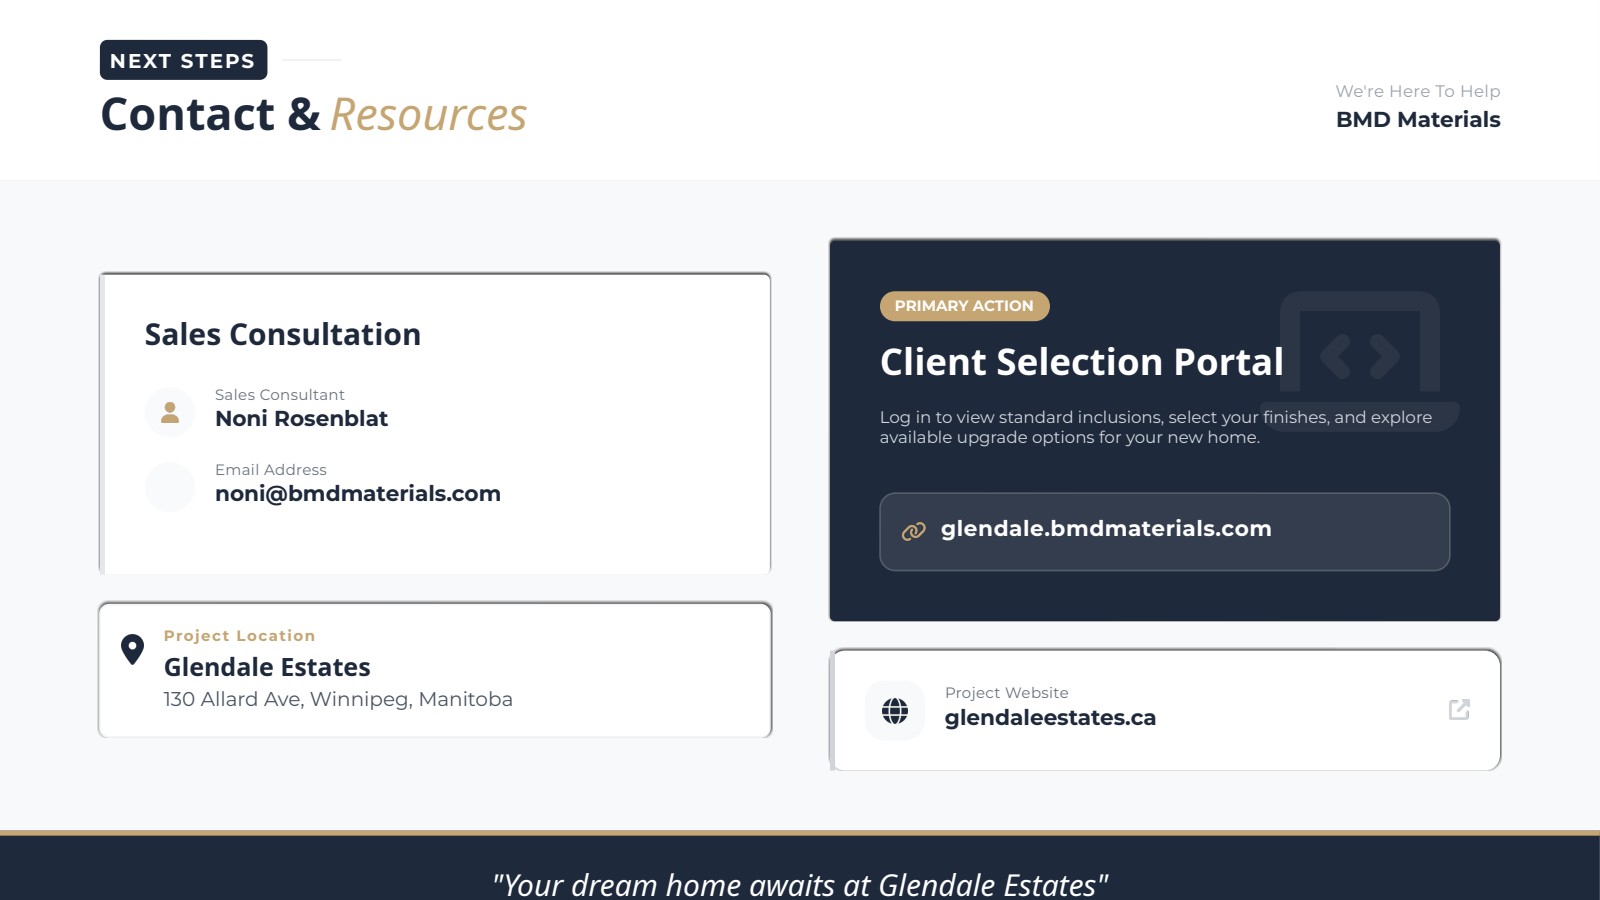 NEXT STEPS
Contact & Resources
We're Here To Help
BMD Materials
Sales Consultation
Sales Consultant
Noni Rosenblat
Email Address
noni@bmdmaterials.com
Project Location
Glendale Estates
130 Allard Ave, Winnipeg, Manitoba
PRIMARY ACTION
Client Selection Portal
Log in to view standard inclusions, select your finishes, and explore
available upgrade options for your new home.
glendale.bmdmaterials.com
Project Website
glendaleestates.ca
"Your dream home awaits at Glendale Estates"